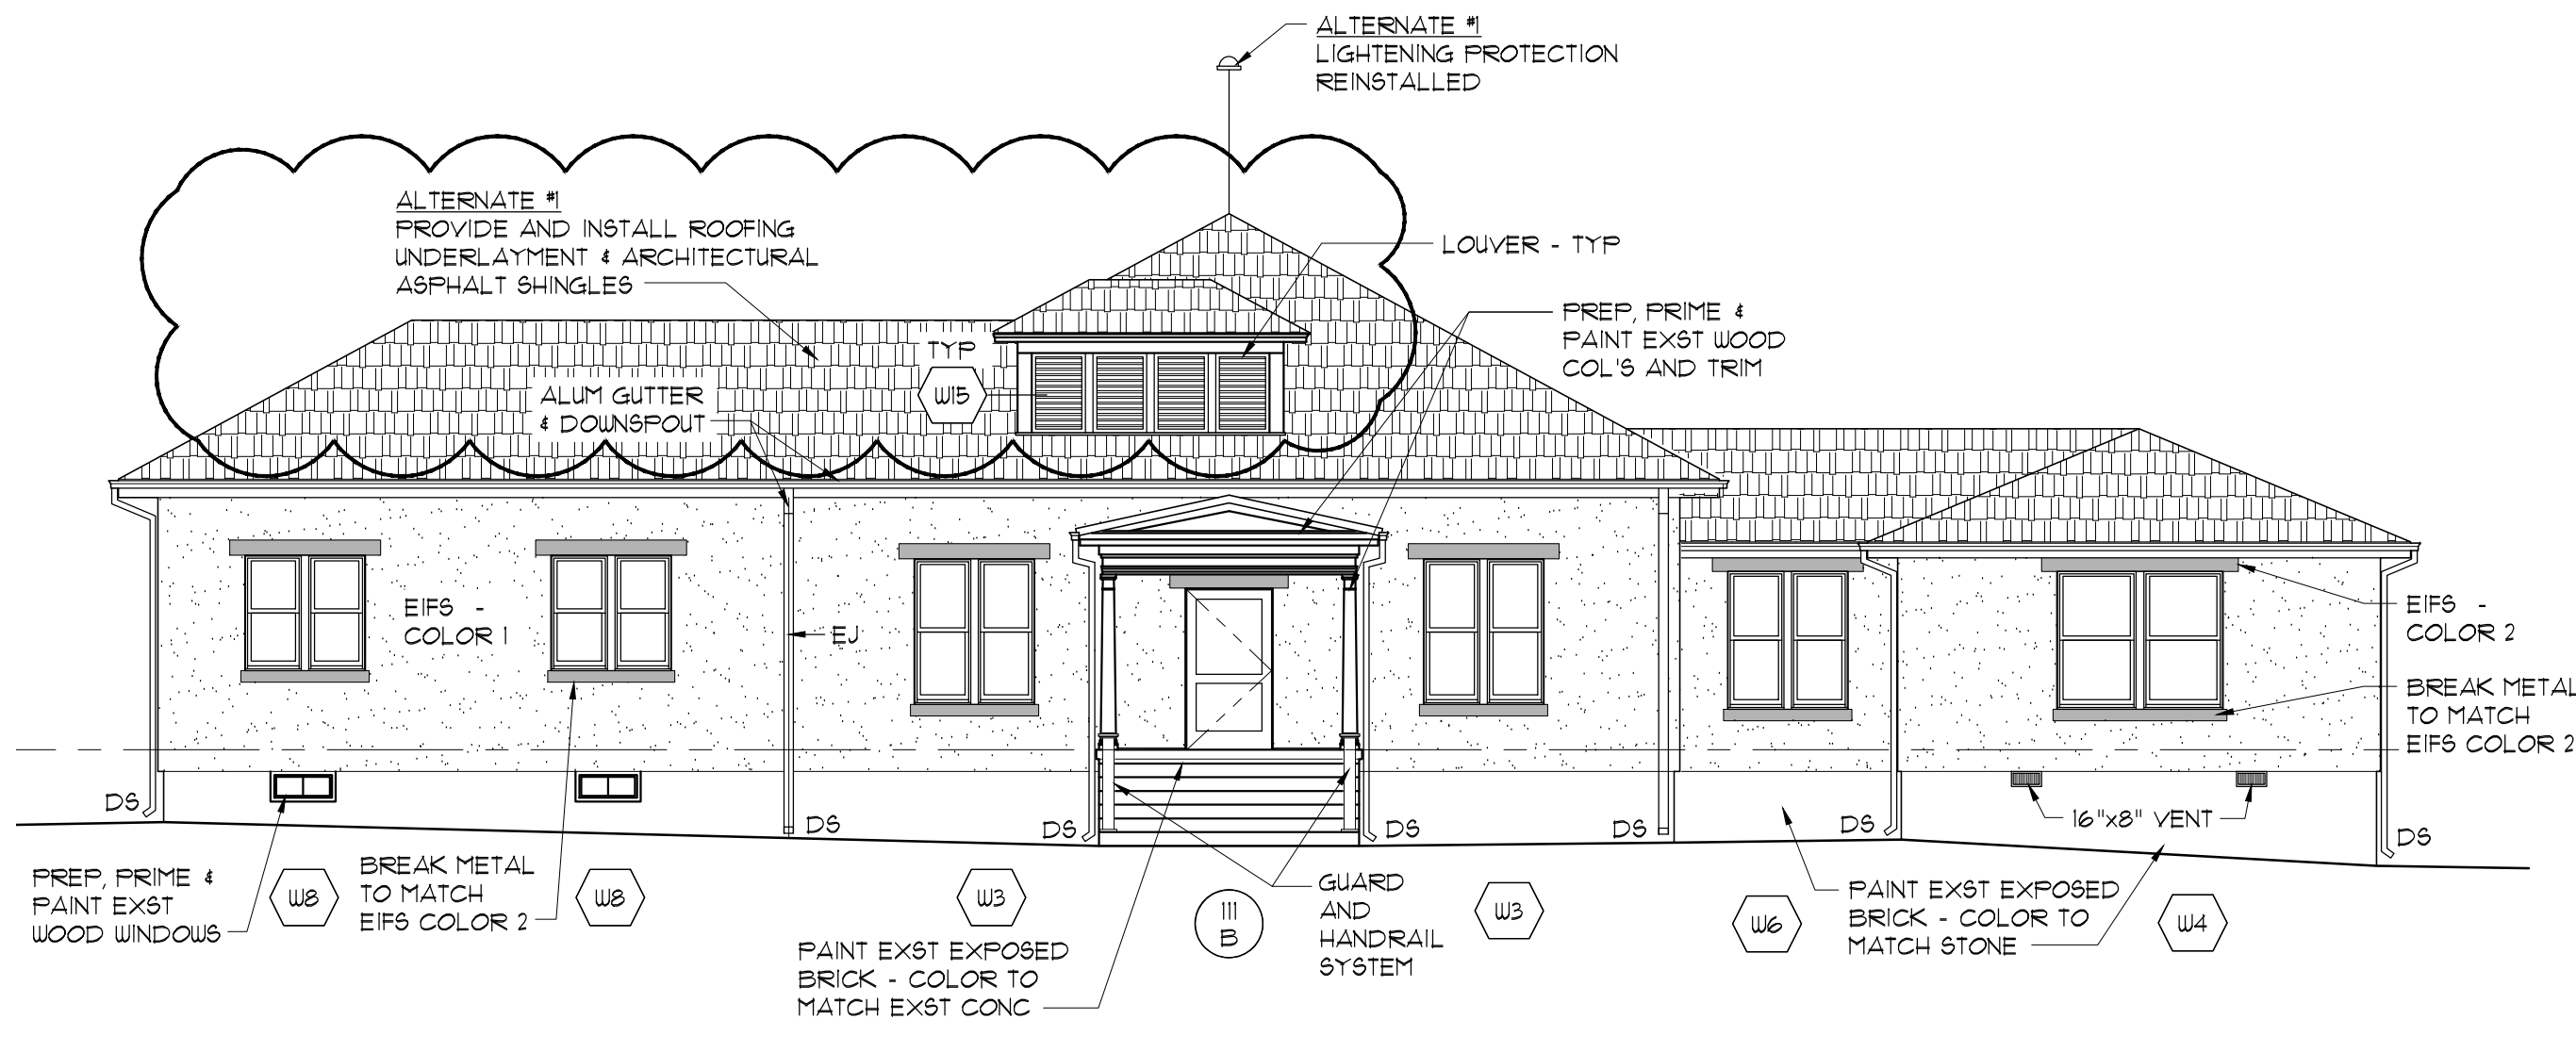 ALTERNATE #1
LIGHTENING PROTECTION
REINSTALLED
ALTERNATE #1
PROVIDE AND INSTALL ROOFING
UNDERLAYMENT & ARCHITECTURAL
ASPHALT SHINGLES
LOUVER - TYP
PREP, PRIME &
PAINT EXST WOOD
COL'S AND TRIM
TYP
W15
ALUM GUTTER
& DOWNSPOUT
EIFS -
COLOR 1
EJ
EIFS -
COLOR 2
BREAK METAL
TO MATCH
EIFS COLOR 2
DS
DS
DS
DS
DS
DS
16"x8" VENT
DS
PREP, PRIME &
PAINT EXST
WOOD WINDOWS
W8
BREAK METAL
TO MATCH
EIFS COLOR 2
W8
W3
PAINT EXST EXPOSED
BRICK - COLOR TO
MATCH EXST CONC
111
B
GUARD
AND
HANDRAIL
SYSTEM
W3
W6
PAINT EXST EXPOSED
BRICK - COLOR TO
MATCH STONE
W4